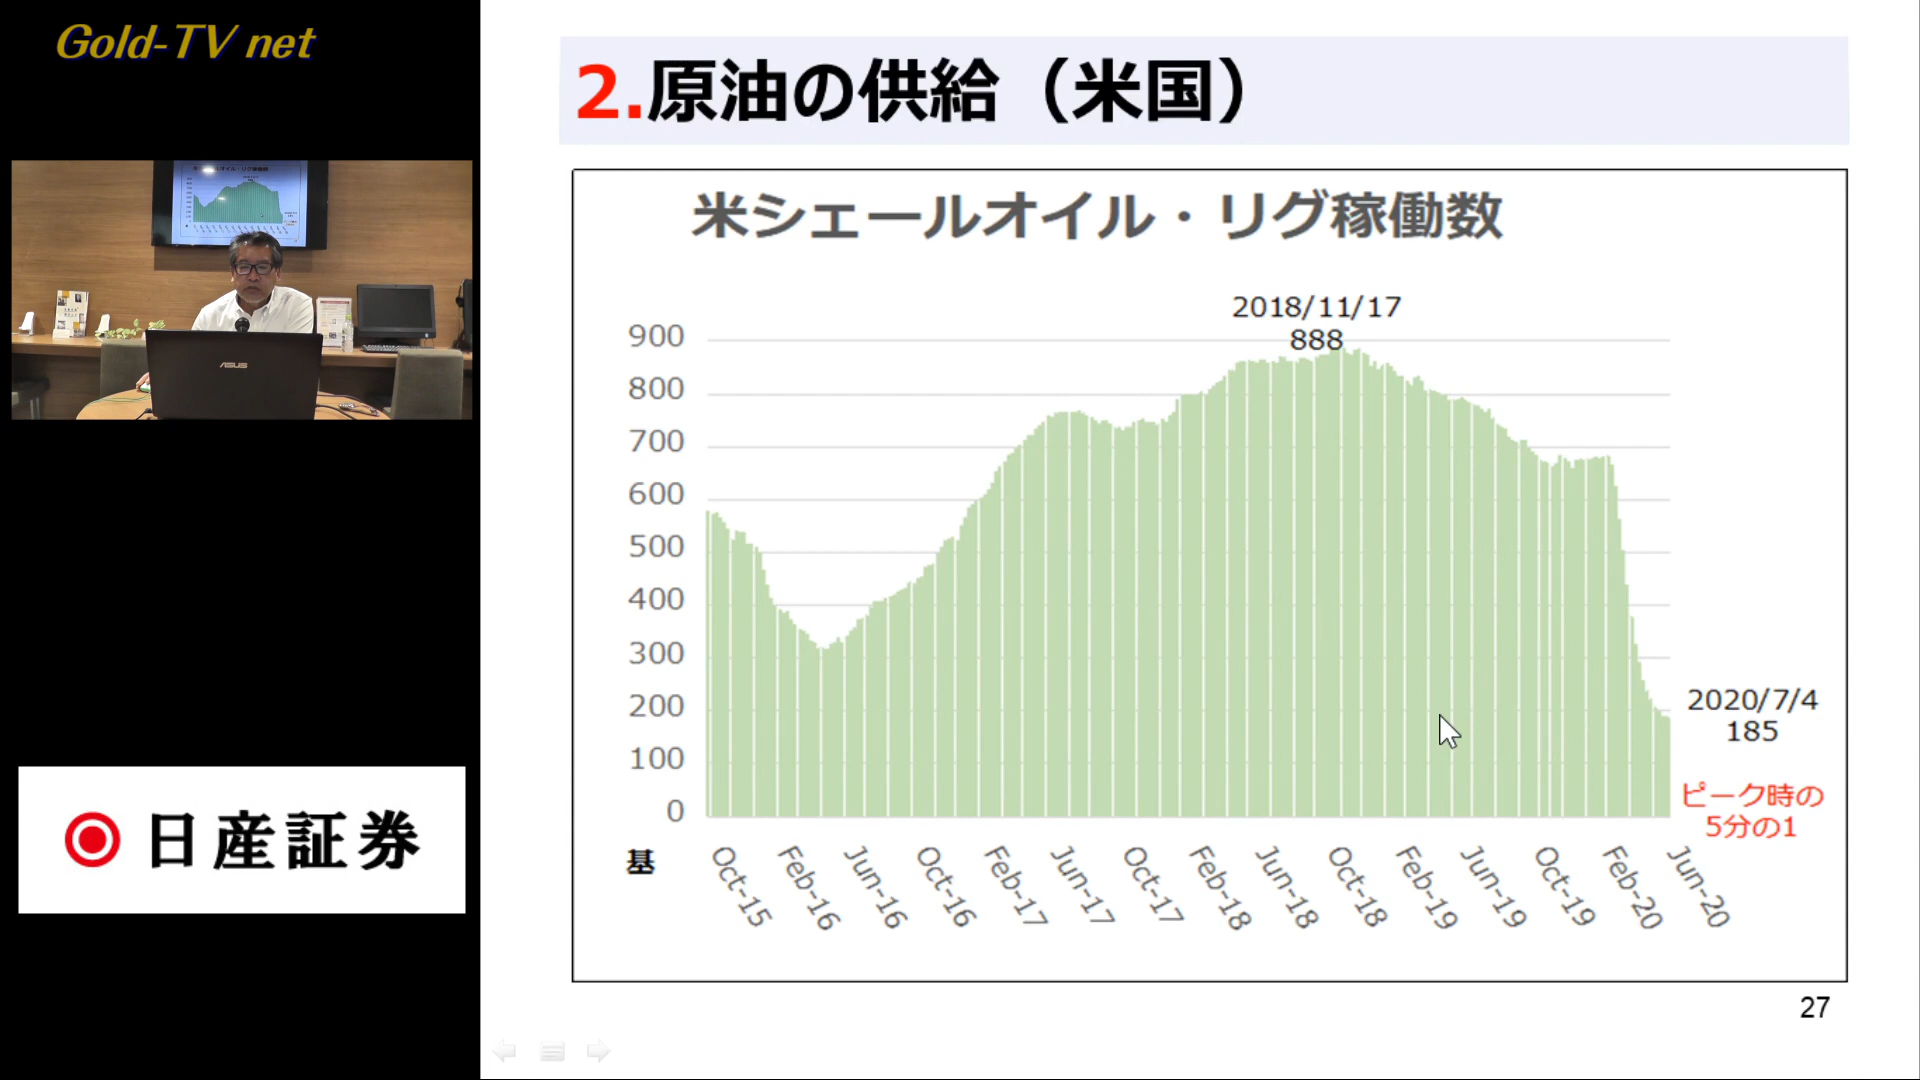 Gold-TV net
ASUS
日産証券
2.原油の供給（米国）
米シェールオイル・リグ稼働数
2018/11/17
888
900
800
700
600
500
400
300
200
100
0
2020/7/4
185
ピーク時の
5分の1
基
Oct-15
Feb-16
Jun-16
Oct-16
Feb-17
Jun-17
Oct-17
Feb-18
Jun-18
Oct-18
Feb-19
Jun-19
Oct-19
Feb-20
Jun-20
27